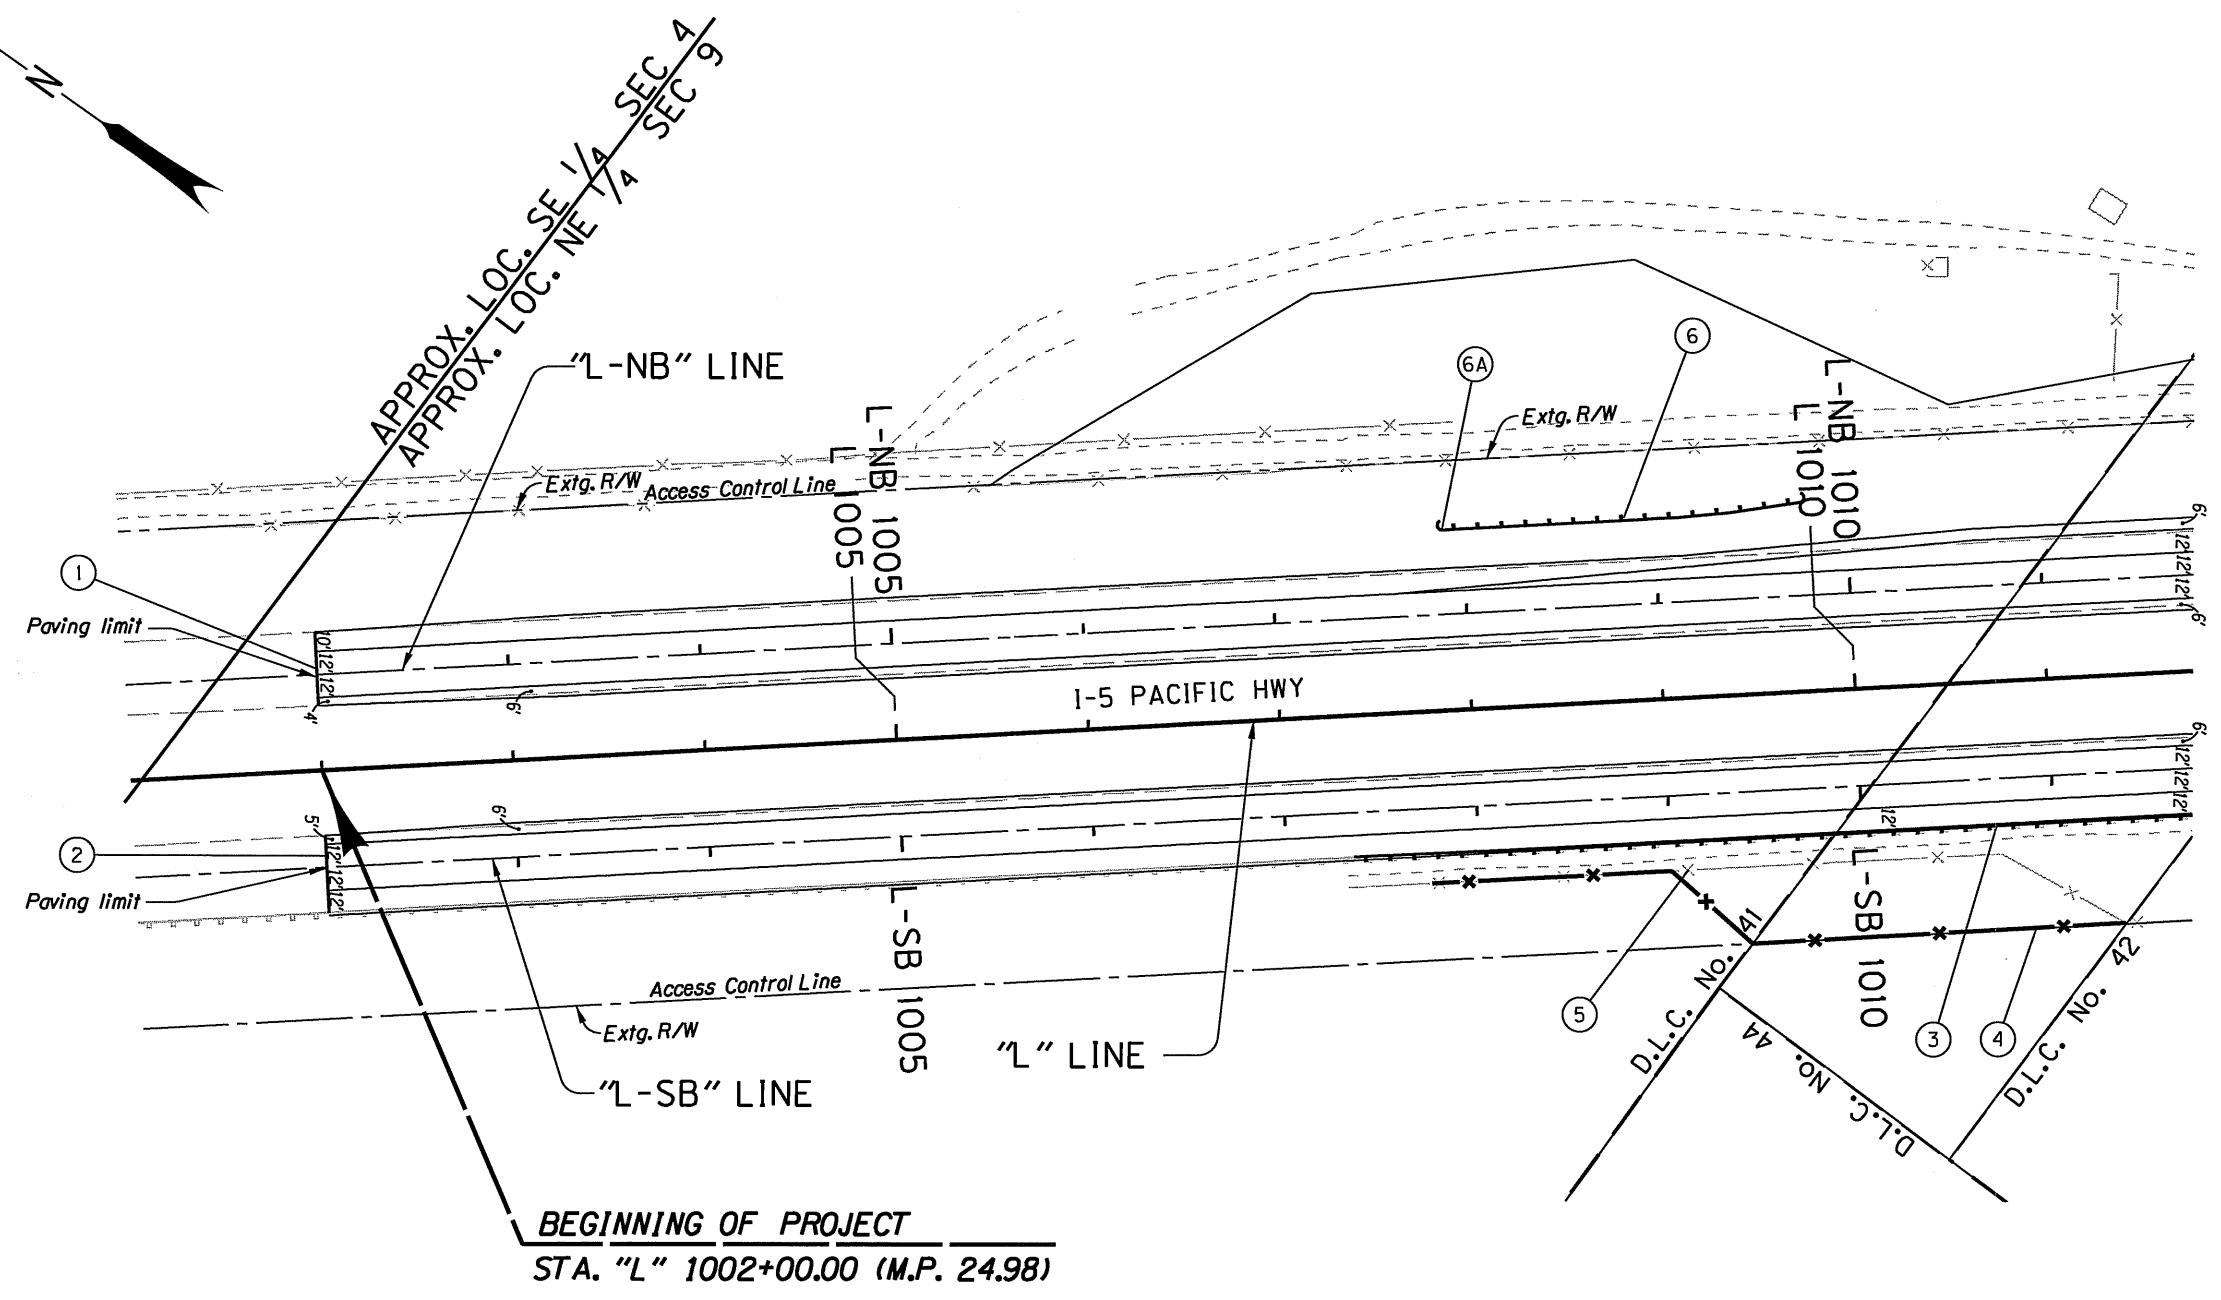 N
APPROX. LOC. SE 1/4 SEC 4
APPROX. LOC. NE 1/4 SEC 9
"L-NB" LINE
6A
6
Extg. R/W
L-NB 1005
L 1005
L-NB 1010
L 1010
Extg. R/W
Access Control Line
1
Paving limit
10'
12'
12'
4'
6'
6'
12'
12'
12'
6'
I-5 PACIFIC HWY
2
Paving limit
5'
12'
12'
12'
6'
6'
12'
12'
12'
12'
L-SB 1005
L-SB 1010
Access Control Line
Extg. R/W
"L" LINE
"L-SB" LINE
5
3
4
D.L.C. No. 41
D.L.C. No. 44
D.L.C. No. 42
BEGINNING OF PROJECT
STA. "L" 1002+00.00 (M.P. 24.98)